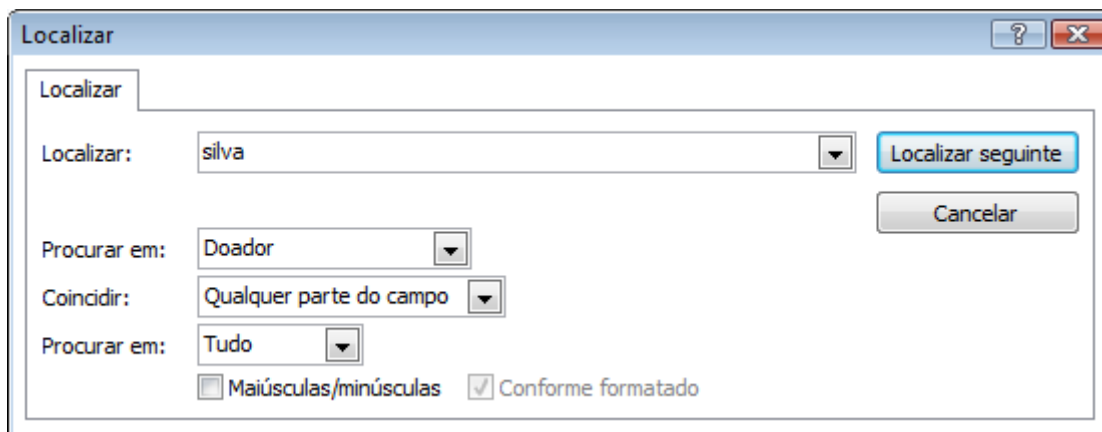 Localizar
Localizar
Localizar: silva Localizar seguinte
Cancelar
Procurar em: Doador
Coincidir: Qualquer parte do campo
Procurar em: Tudo
Maiúsculas/minúsculas Conforme formatado